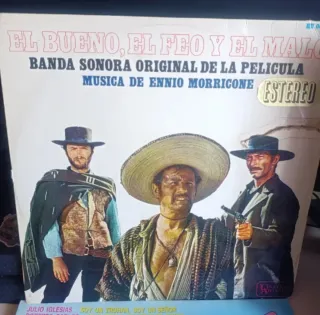 EL BUENO, EL FEO Y EL MALO
BANDA SONORA ORIGINAL DE LA PELICULA
MUSICA DE ENNIO MORRICONE
ESTEREO
JULIO IGLESIAS